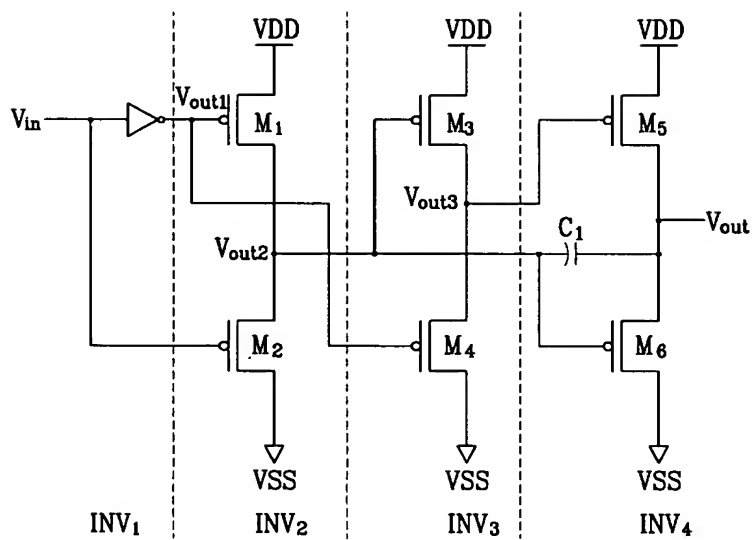 VDD VDD VDD
Vin Vout1 M1 M3 M5
Vout3 Vout
C1
Vout2
M2 M4 M6
VSS VSS VSS
INV1 INV2 INV3 INV4